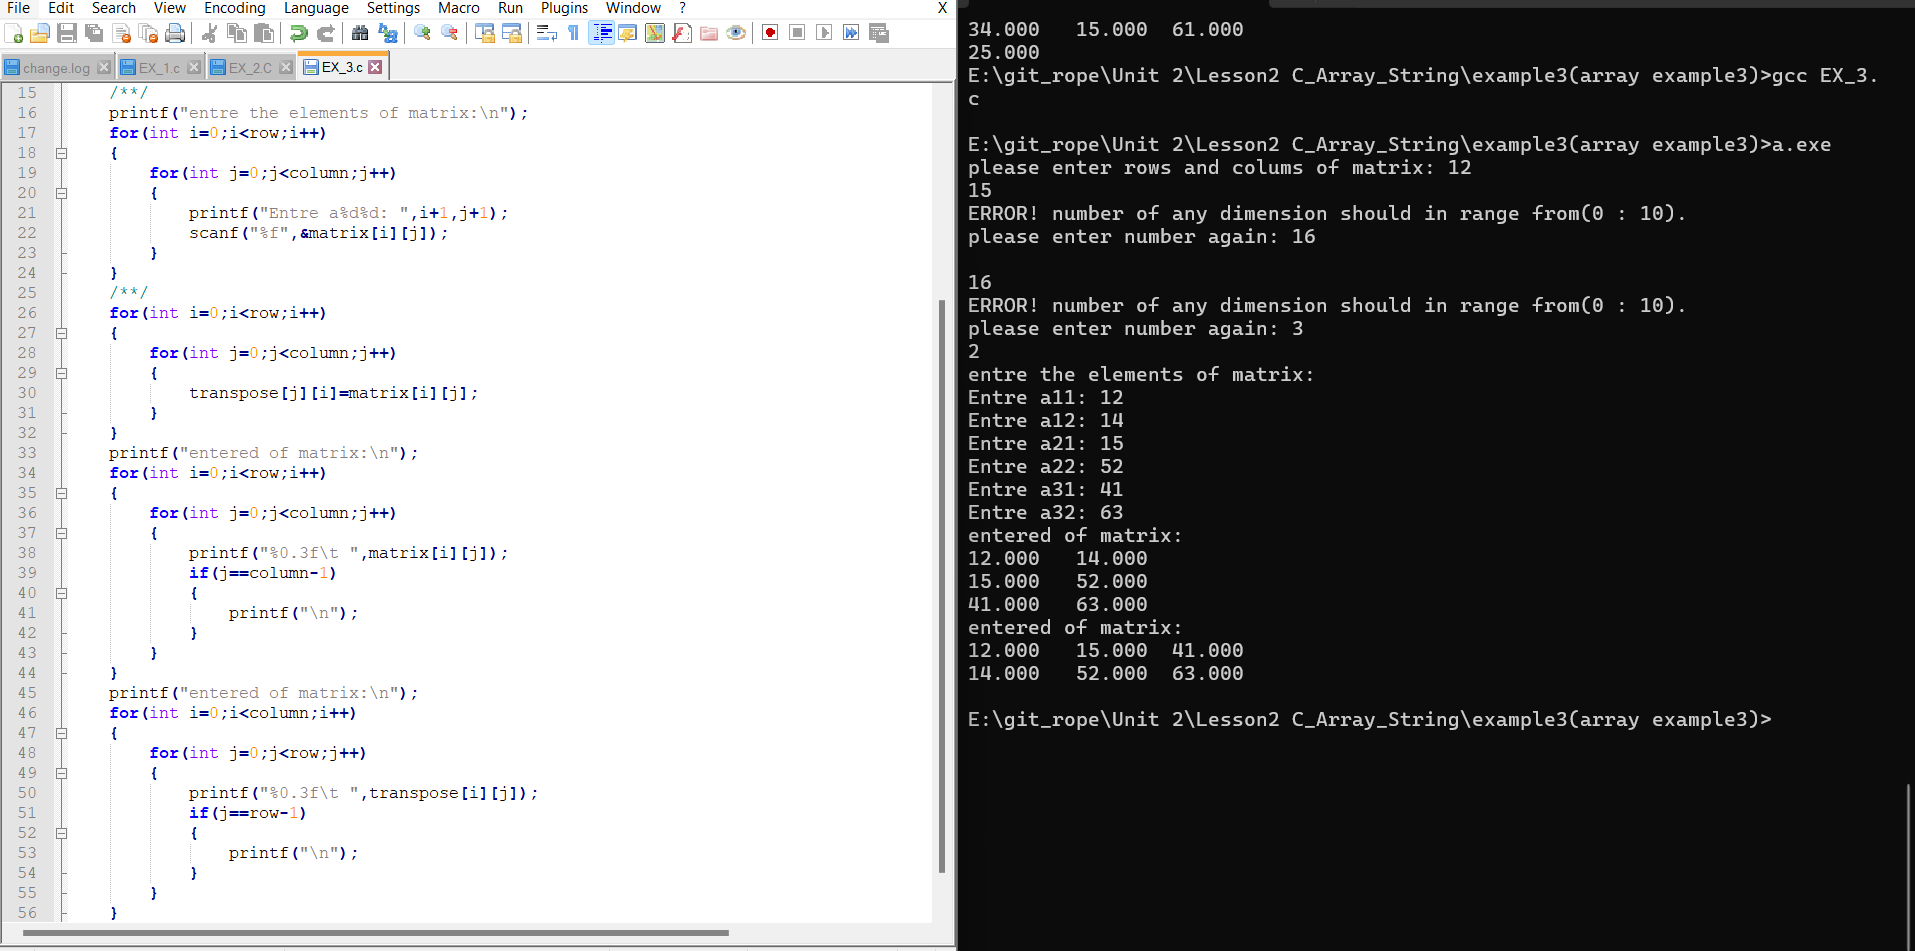 File Edit Search View Encoding Language Settings Macro Run Plugins Window ? X
change.log EX_1.c EX_2.C EX_3.c
15 /**/
16 printf("entre the elements of matrix:\n");
17 for(int i=0;i<row;i++)
18 {
19 for(int j=0;j<column;j++)
20 {
21 printf("Entre a%d%d: ",i+1,j+1);
22 scanf("%f",&matrix[i][j]);
23 }
24 }
25 /**/
26 for(int i=0;i<row;i++)
27 {
28 for(int j=0;j<column;j++)
29 {
30 transpose[j][i]=matrix[i][j];
31 }
32 }
33 printf("entered of matrix:\n");
34 for(int i=0;i<row;i++)
35 {
36 for(int j=0;j<column;j++)
37 {
38 printf("%0.3f\t ",matrix[i][j]);
39 if(j==column-1)
40 {
41 printf("\n");
42 }
43 }
44 }
45 printf("entered of matrix:\n");
46 for(int i=0;i<column;i++)
47 {
48 for(int j=0;j<row;j++)
49 {
50 printf("%0.3f\t ",transpose[i][j]);
51 if(j==row-1)
52 {
53 printf("\n");
54 }
55 }
56 }
34.000 15.000 61.000
25.000
E:\git_rope\Unit 2\Lesson2 C_Array_String\example3(array example3)>gcc EX_3.
c
E:\git_rope\Unit 2\Lesson2 C_Array_String\example3(array example3)>a.exe
please enter rows and colums of matrix: 12
15
ERROR! number of any dimension should in range from(0 : 10).
please enter number again: 16
16
ERROR! number of any dimension should in range from(0 : 10).
please enter number again: 3
2
entre the elements of matrix:
Entre a11: 12
Entre a12: 14
Entre a21: 15
Entre a22: 52
Entre a31: 41
Entre a32: 63
entered of matrix:
12.000 14.000
15.000 52.000
41.000 63.000
entered of matrix:
12.000 15.000 41.000
14.000 52.000 63.000
E:\git_rope\Unit 2\Lesson2 C_Array_String\example3(array example3)>